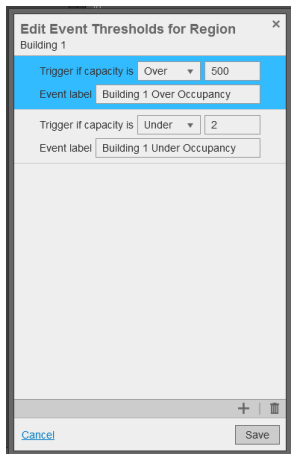 Edit Event Thresholds for Region
Building 1
Trigger if capacity is Over 500
Event label Building 1 Over Occupancy
Trigger if capacity is Under 2
Event label Building 1 Under Occupancy
Cancel Save